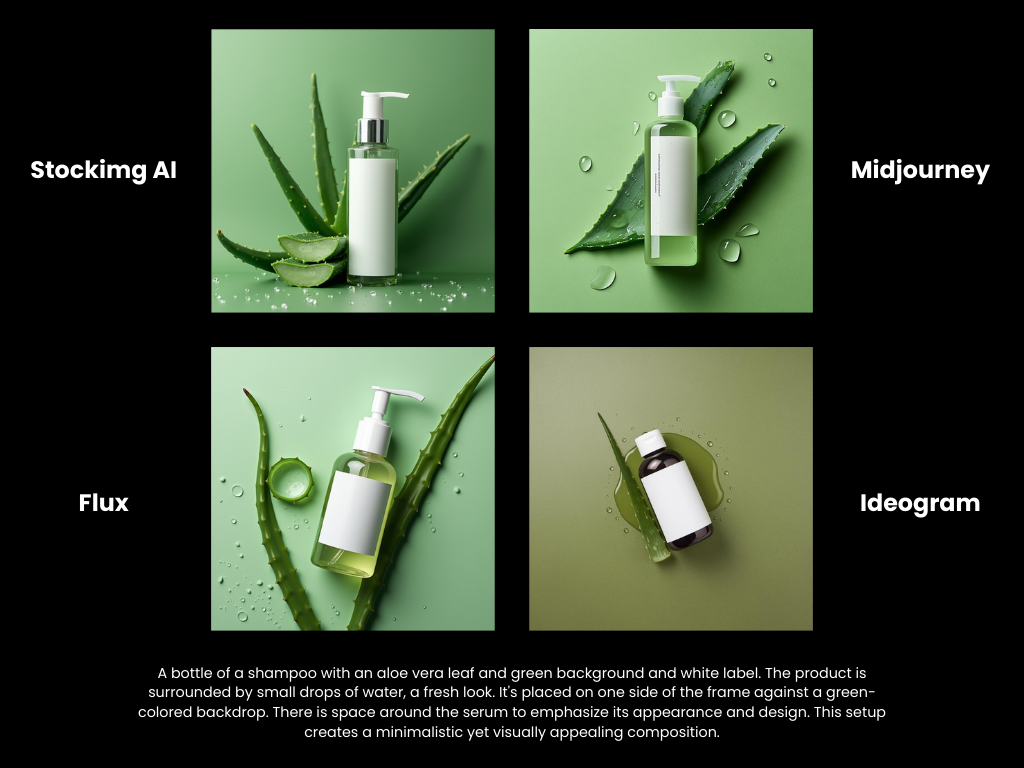 Stockimg AI
Midjourney
Flux
Ideogram
A bottle of a shampoo with an aloe vera leaf and green background and white label. The product is
surrounded by small drops of water, a fresh look. It's placed on one side of the frame against a green-
colored backdrop. There is space around the serum to emphasize its appearance and design. This setup
creates a minimalistic yet visually appealing composition.